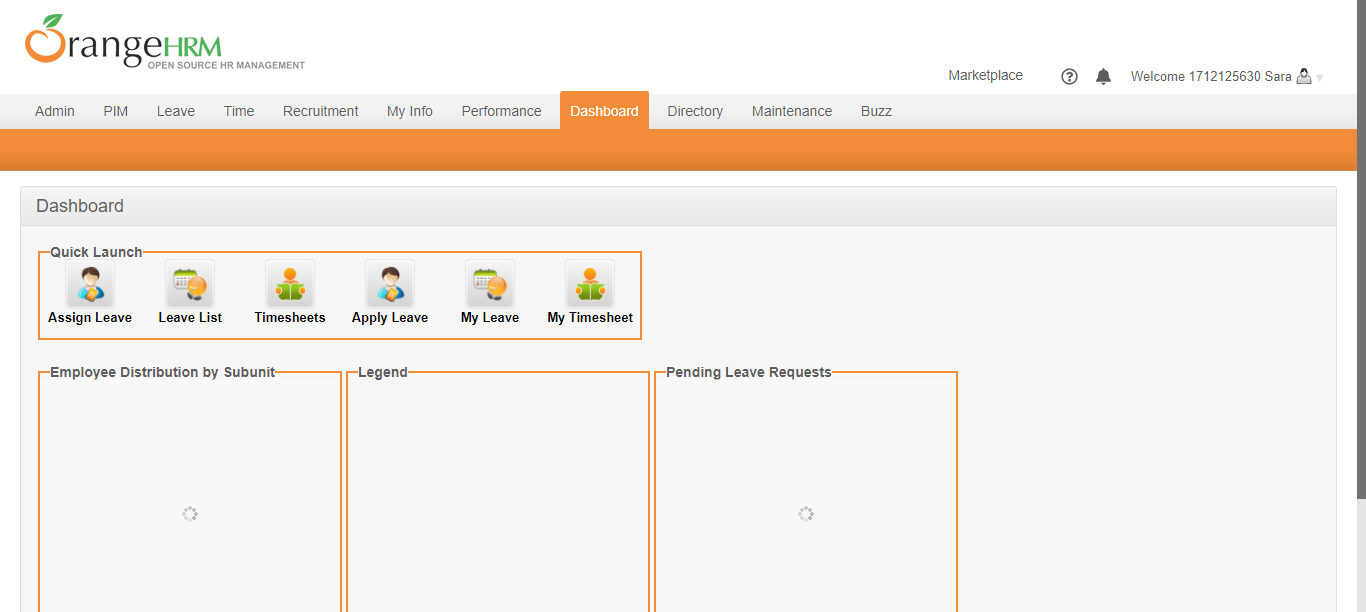 OrangeHRM
OPEN SOURCE HR MANAGEMENT
Marketplace ? Welcome 1712125630 Sara
Admin PIM Leave Time Recruitment My Info Performance Dashboard Directory Maintenance Buzz
Dashboard
Quick Launch
Assign Leave Leave List Timesheets Apply Leave My Leave My Timesheet
Employee Distribution by Subunit Legend Pending Leave Requests